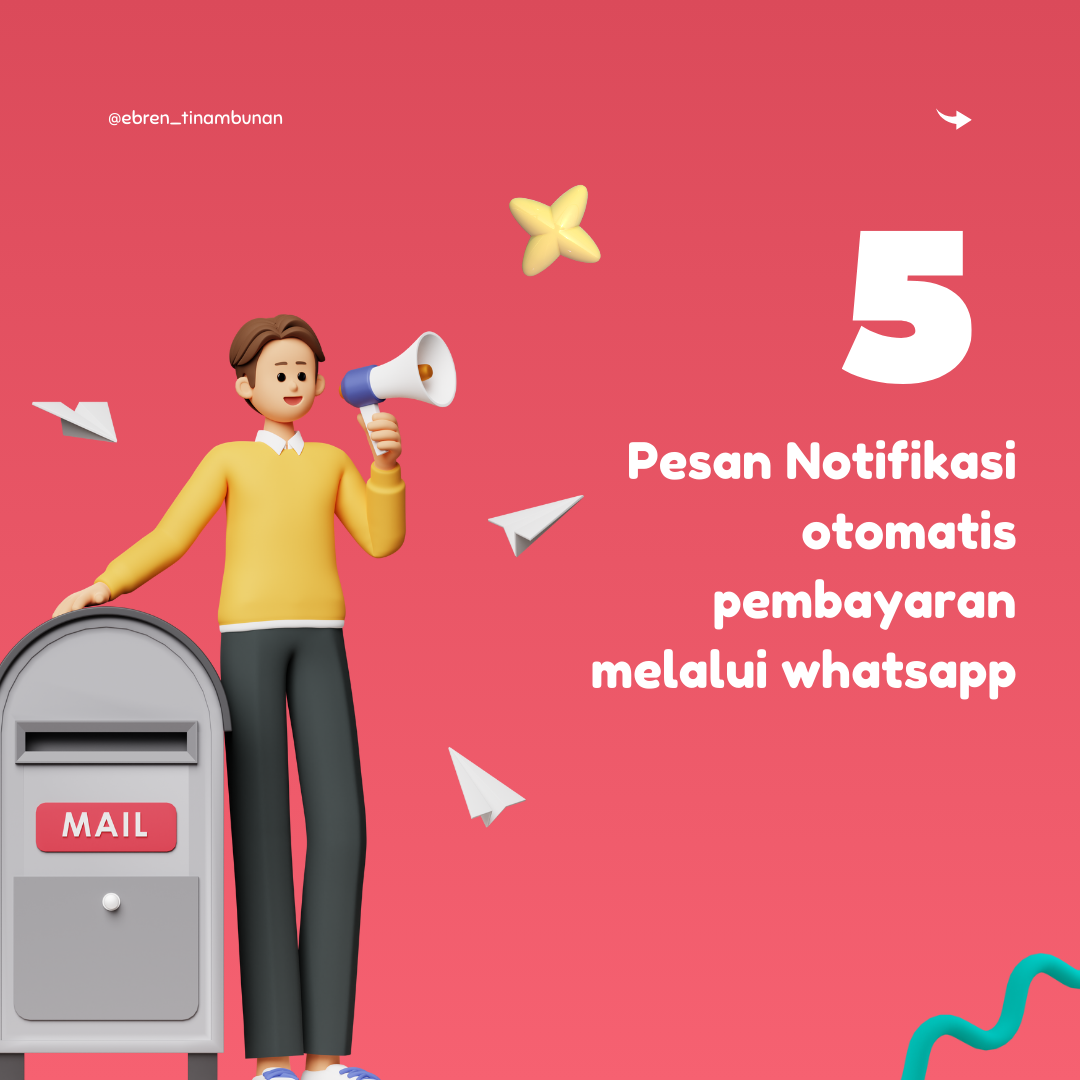 @ebren_tinambunan
5
Pesan Notifikasi
otomatis
pembayaran
melalui whatsapp
MAIL